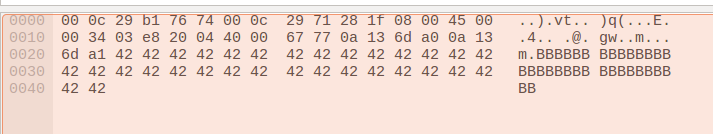 0000 00 0c 29 b1 76 74 00 0c 29 71 28 1f 08 00 45 00 ..).vt.. )q(...E.
0010 00 34 03 e8 20 04 40 00 67 77 0a 13 6d a0 0a 13 .4.. .@. gw..m...
0020 6d a1 42 42 42 42 42 42 42 42 42 42 42 42 42 42 m.BBBBBB BBBBBBBB
0030 42 42 42 42 42 42 42 42 42 42 42 42 42 42 42 42 BBBBBBBB BBBBBBBB
0040 42 42 BB